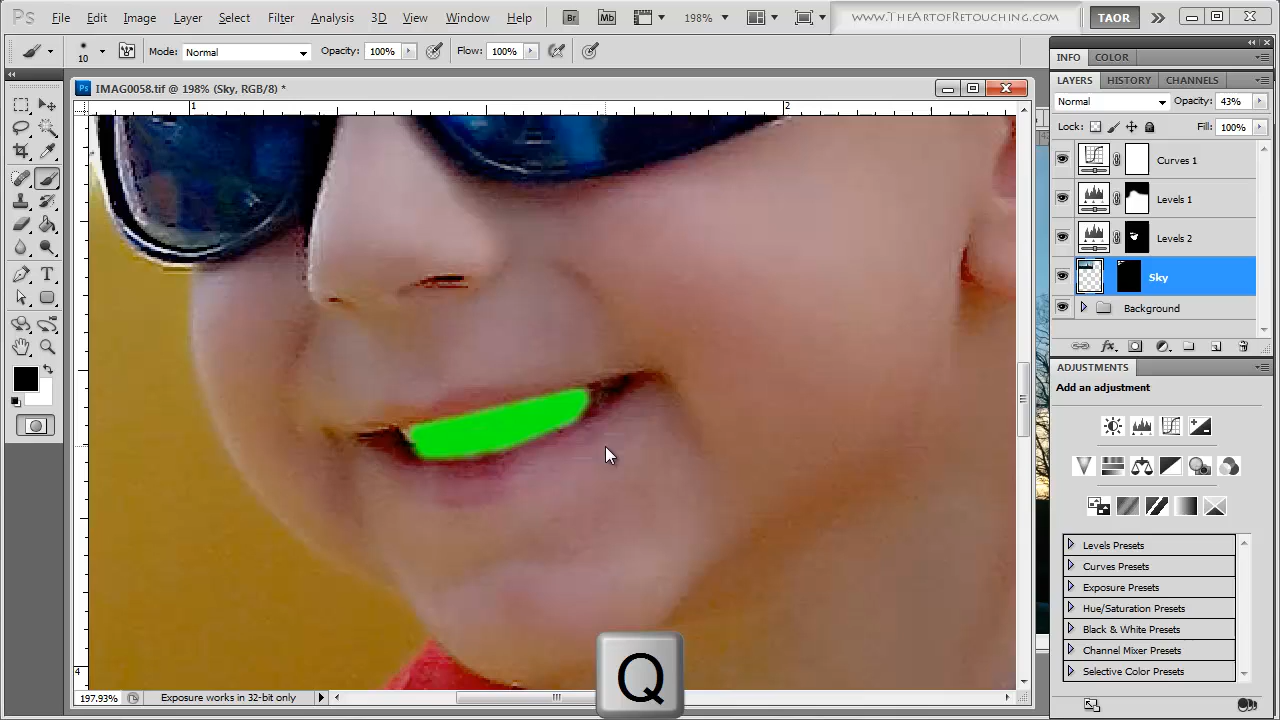 Ps File Edit Image Layer Select Filter Analysis 3D View Window Help Br Mb 198% www.TheArtofRetouching.com TAOR
10 Mode: Normal Opacity: 100% Flow: 100%
INFO COLOR
IMAG0058.tif @ 198% (Sky, RGB/8) *
LAYERS HISTORY CHANNELS
Normal Opacity: 43%
Lock: Fill: 100%
1 2
Curves 1
Levels 1
Levels 2
Sky
Background
ADJUSTMENTS
Add an adjustment
Levels Presets
Curves Presets
Exposure Presets
Hue/Saturation Presets
Black & White Presets
Channel Mixer Presets
Selective Color Presets
4
Q
197.93% Exposure works in 32-bit only